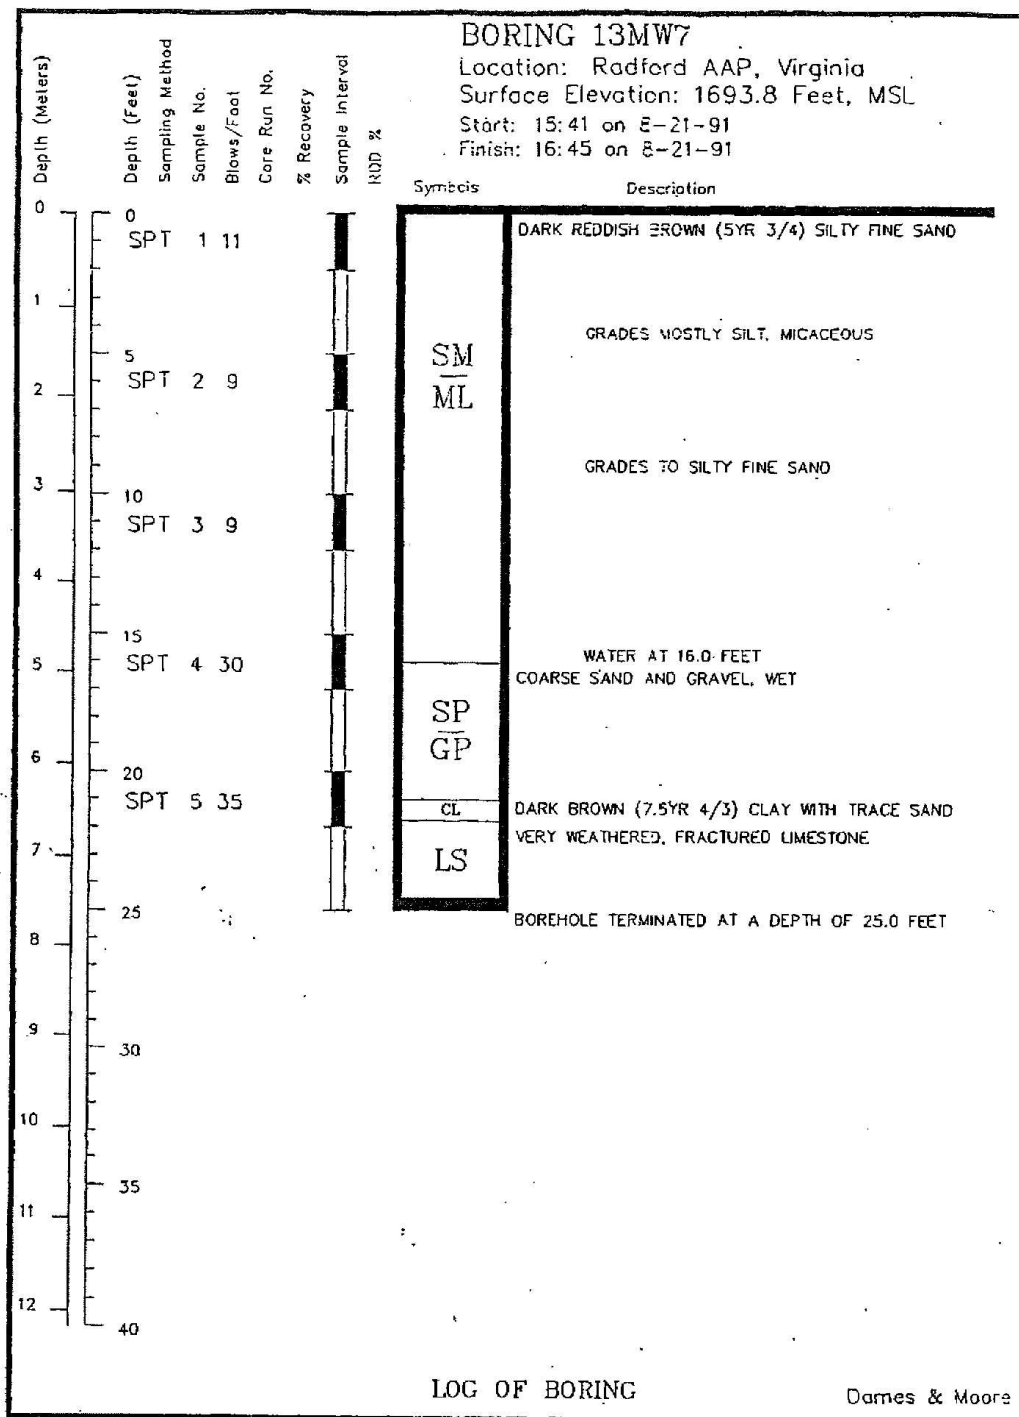 BORING 13MW7
Location: Radford AAP, Virginia
Surface Elevation: 1693.8 Feet, MSL
Start: 15:41 on 8-21-91
Finish: 16:45 on 8-21-91
Depth (Meters)
Depth (Feet)
Sampling Method
Sample No.
Blows/Foot
Core Run No.
% Recovery
Sample Interval
RQD %
Symbols Description
0 0
DARK REDDISH BROWN (5YR 3/4) SILTY FINE SAND
SPT 1 11
1
GRADES MOSTLY SILT, MICACEOUS
5
SM
SPT 2 9
2
ML
GRADES TO SILTY FINE SAND
3
10
SPT 3 9
4
15
WATER AT 16.0 FEET
5 SPT 4 30
COARSE SAND AND GRAVEL, WET
SP
GP
6
20
SPT 5 35
CL DARK BROWN (7.5YR 4/3) CLAY WITH TRACE SAND
VERY WEATHERED, FRACTURED LIMESTONE
7
LS
25
BOREHOLE TERMINATED AT A DEPTH OF 25.0 FEET
8
9
30
10
35
11
12
40
LOG OF BORING
Dames & Moore